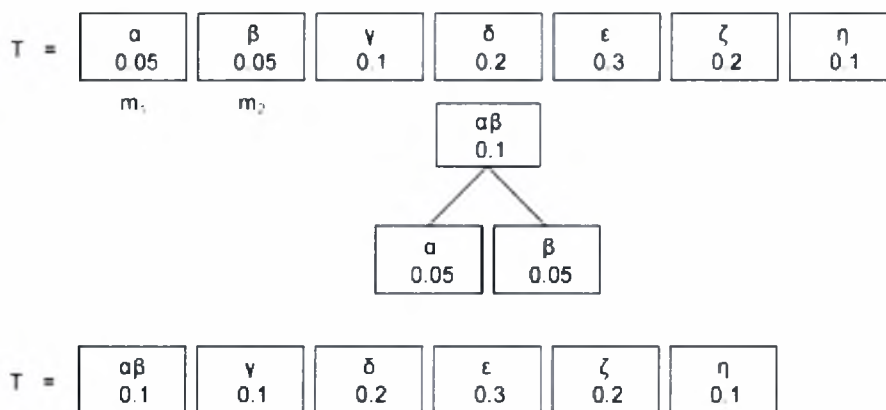 T = α β γ δ ε ζ η
0.05 0.05 0.1 0.2 0.3 0.2 0.1
m₁ m₂
αβ
0.1
α β
0.05 0.05
T = αβ γ δ ε ζ η
0.1 0.1 0.2 0.3 0.2 0.1